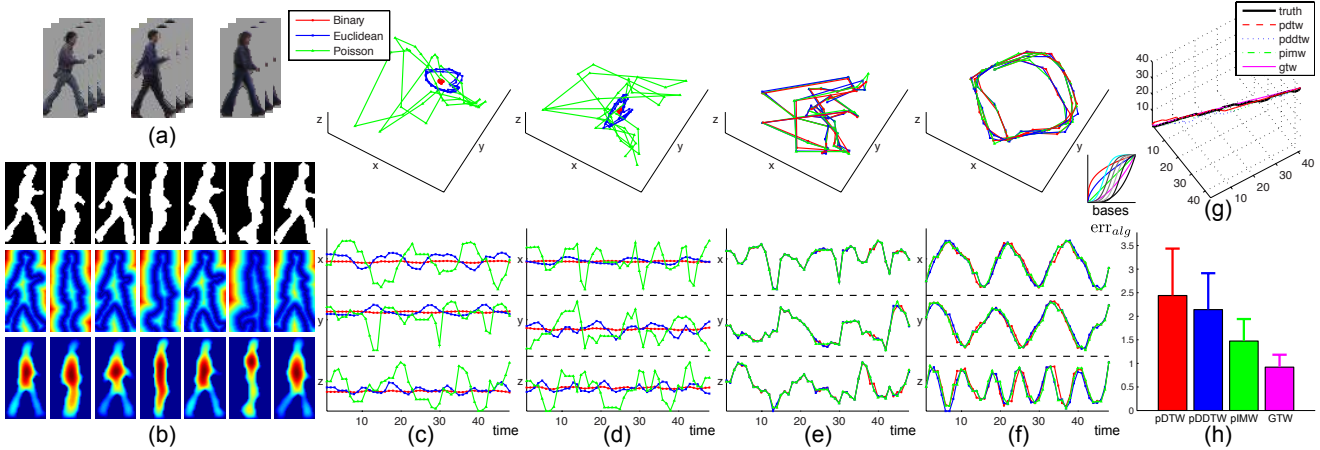 (a)
Binary
Euclidean
Poisson
z
x
y
z
x
y
z
x
y
z
x
y
bases
truth
pdtw
pddtw
pimw
gtw
40
30
20
10
10
20
30
40
10
20
30
40
(g)
(b)
x
y
z
10 20 30 40
time
(c)
x
y
z
10 20 30 40
time
(d)
x
y
z
10 20 30 40
time
(e)
x
y
z
10 20 30 40
time
(f)
err_alg
3.5
3
2.5
2
1.5
1
0.5
0
pDTW pDDTW pIMW GTW
(h)